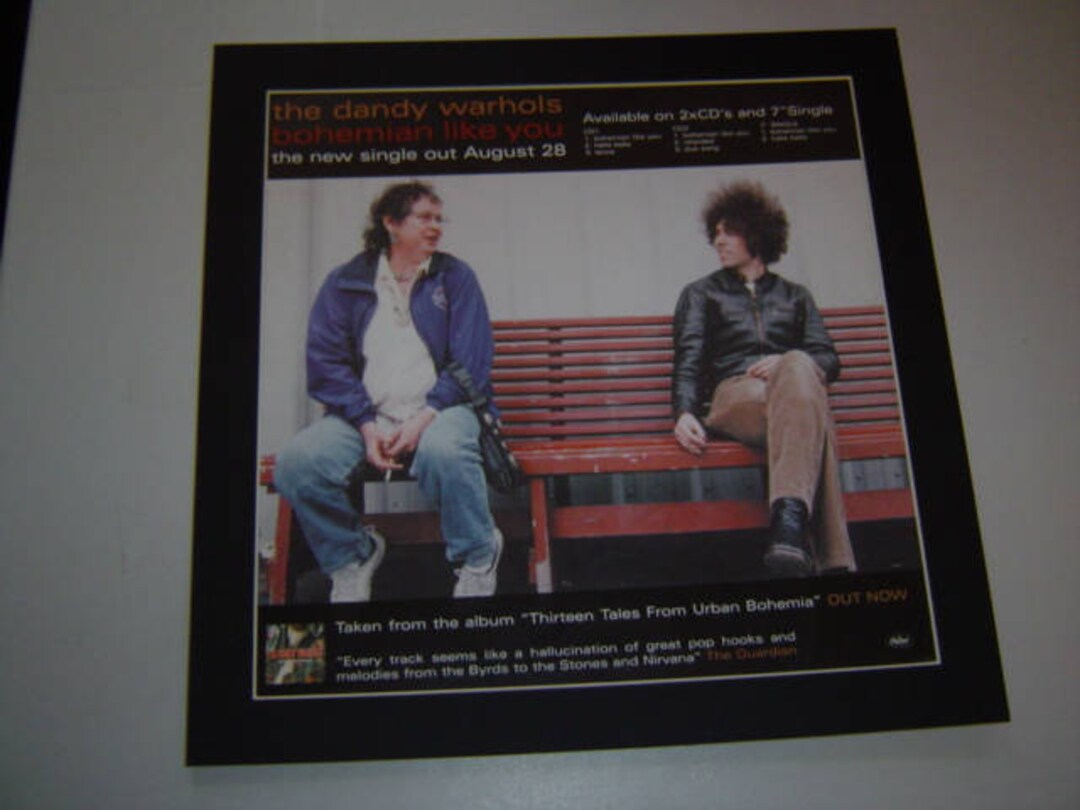 the dandy warhols
bohemian like you
the new single out August 28
Available on 2xCD's and 7" Single
Taken from the album "Thirteen Tales From Urban Bohemia" OUT NOW
"Every track seems like a hallucination of great pop hooks and
melodies from the Byrds to the Stones and Nirvana" The Guardian